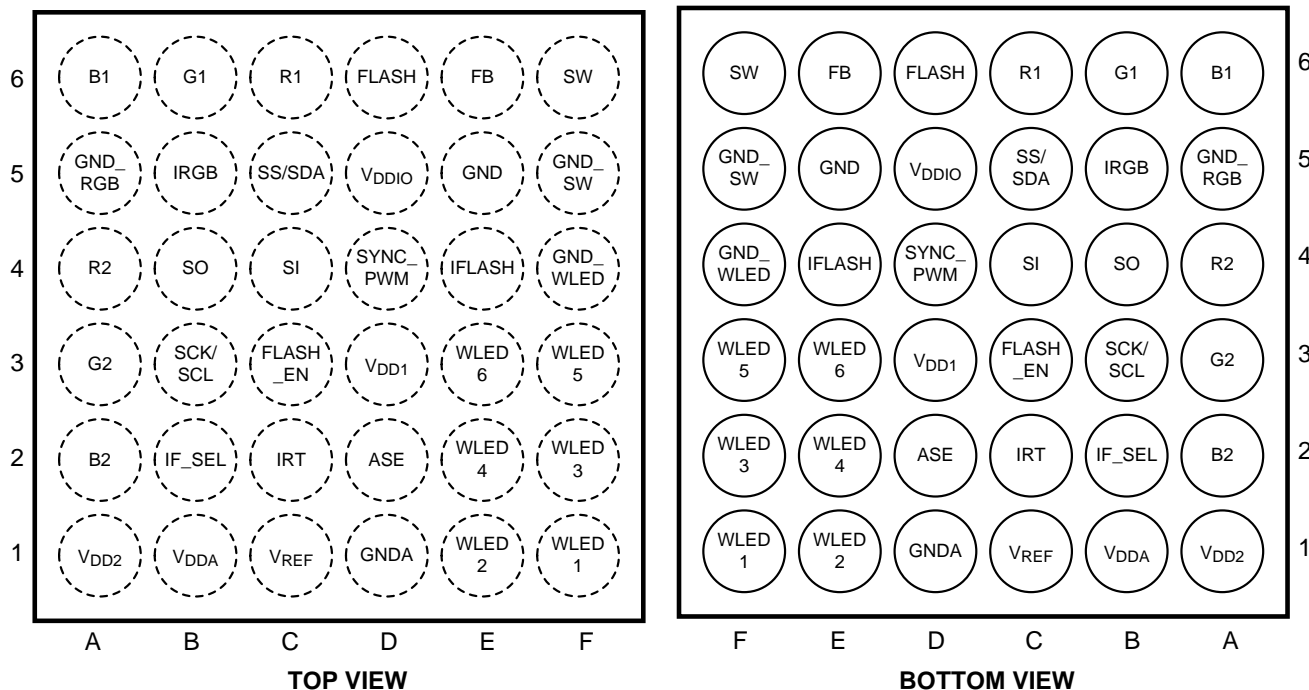 6 B1 G1 R1 FLASH FB SW
5 GND_
RGB IRGB SS/SDA VDDIO GND GND_
SW
4 R2 SO SI SYNC_
PWM IFLASH GND_
WLED
3 G2 SCK/
SCL FLASH
_EN VDD1 WLED
6 WLED
5
2 B2 IF_SEL IRT ASE WLED
4 WLED
3
1 VDD2 VDDA VREF GNDA WLED
2 WLED
1
A B C D E F
TOP VIEW
SW FB FLASH R1 G1 B1 6
GND_
SW GND VDDIO SS/
SDA IRGB GND_
RGB 5
GND_
WLED IFLASH SYNC_
PWM SI SO R2 4
WLED
5 WLED
6 VDD1 FLASH
_EN SCK/
SCL G2 3
WLED
3 WLED
4 ASE IRT IF_SEL B2 2
WLED
1 WLED
2 GNDA VREF VDDA VDD2 1
F E D C B A
BOTTOM VIEW